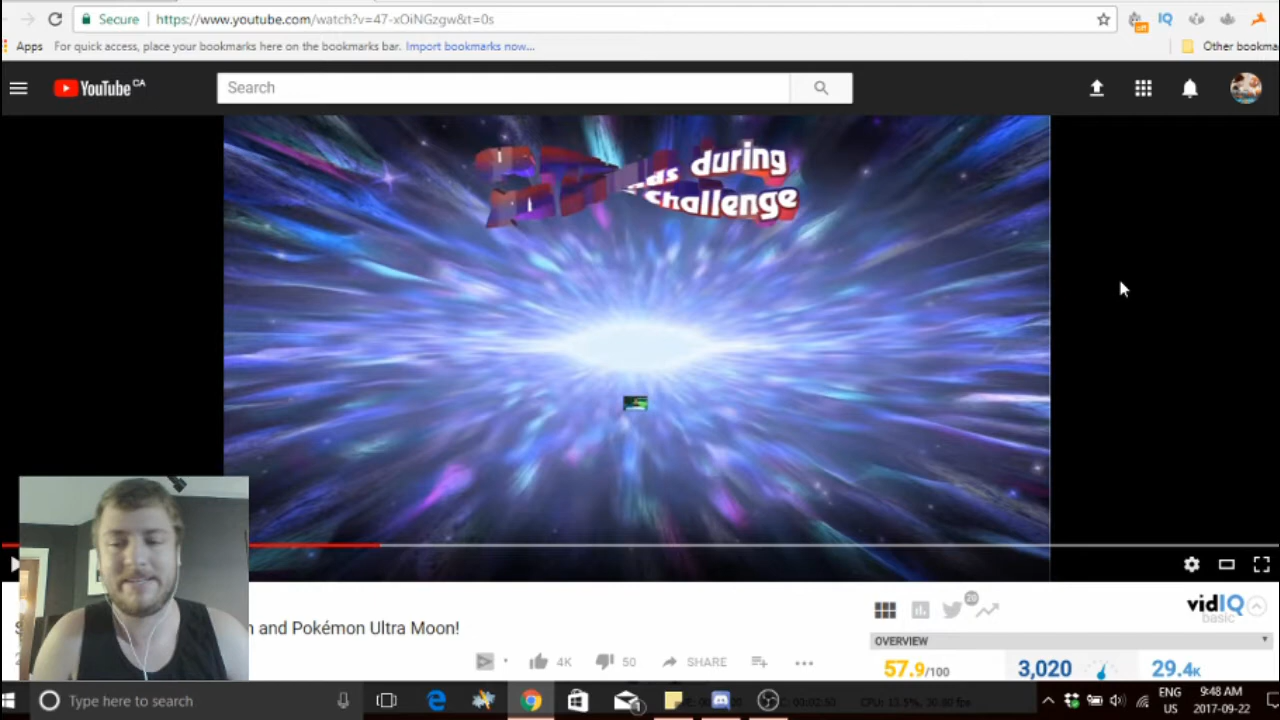 Secure https://www.youtube.com/watch?v=47-xOiNGzgw&t=0s
IQ
off
Apps For quick access, place your bookmarks here on the bookmarks bar. Import bookmarks now...
Other bookma
YouTube CA
Search
during
Challenge
and Pokémon Ultra Moon!
4K 50 SHARE
20
vidIQ
basic
OVERVIEW
57.9/100 3,020 29.4k
Type here to search
ENG
US
9:48 AM
2017-09-22